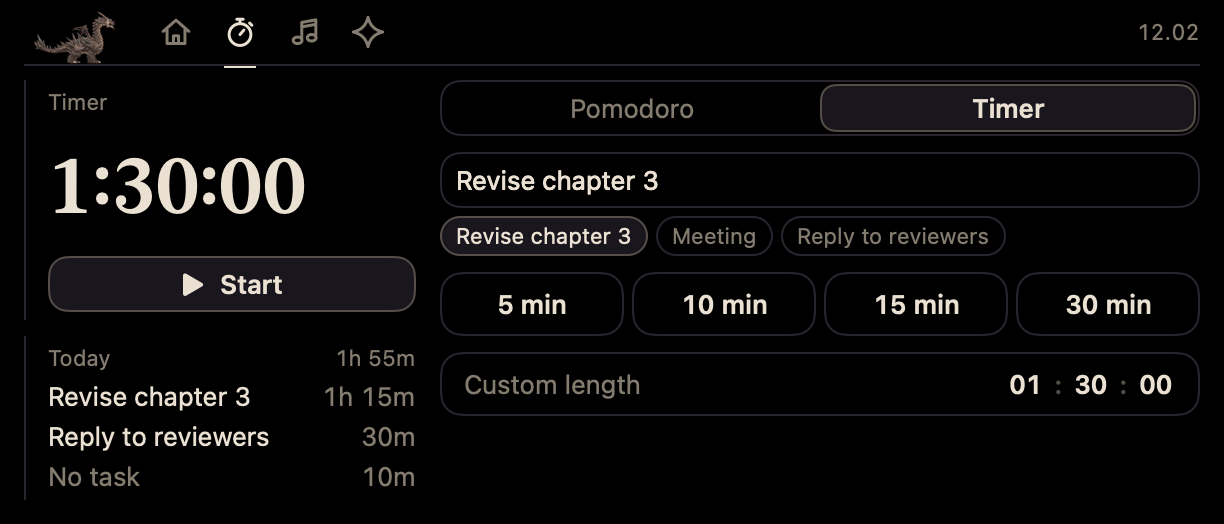 12.02
Timer
1:30:00
Start
Today 1h 55m
Revise chapter 3 1h 15m
Reply to reviewers 30m
No task 10m
Pomodoro Timer
Revise chapter 3
Revise chapter 3 Meeting Reply to reviewers
5 min 10 min 15 min 30 min
Custom length 01 : 30 : 00